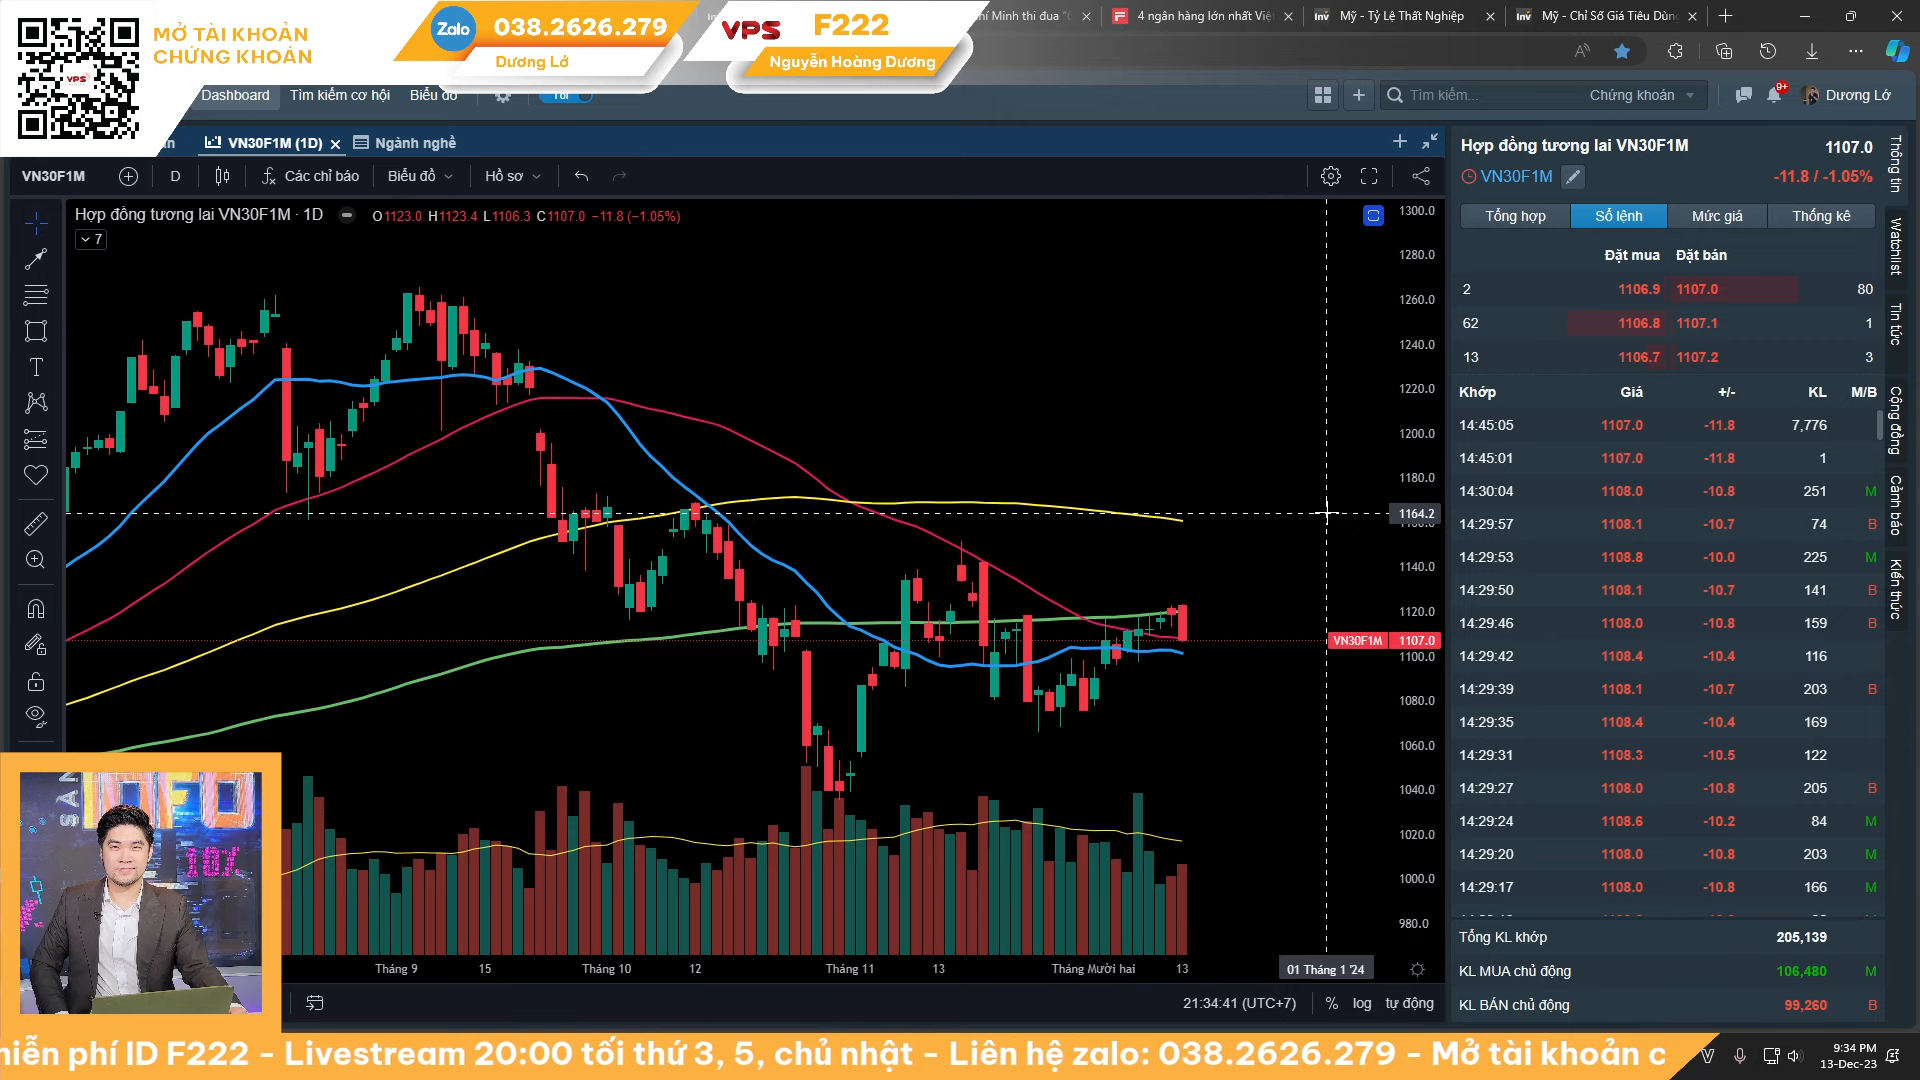 MỞ TÀI KHOẢN
CHỨNG KHOÁN
VPS
Zalo
038.2626.279
Dương Lớ
VPS
F222
Nguyễn Hoàng Dương
hí Minh thi đua "
4 ngân hàng lớn nhất Việ
Inv Mỹ - Tỷ Lệ Thất Nghiệp
Inv Mỹ - Chỉ Số Giá Tiêu Dùn
Dashboard
Tìm kiếm cơ hội
Biểu đồ
Tối
Tìm kiếm...
Chứng khoán
9+
Dương Lớ
VN30F1M (1D)
Ngành nghề
VN30F1M
D
Các chỉ báo
Biểu đồ
Hồ sơ
Hợp đồng tương lai VN30F1M · 1D
O1123.0 H1123.4 L1106.3 C1107.0 −11.8 (−1.05%)
7
1300.0
1280.0
1260.0
1240.0
1220.0
1200.0
1180.0
1164.2
1140.0
1120.0
VN30F1M 1107.0
1100.0
1080.0
1060.0
1040.0
1020.0
1000.0
980.0
Tháng 9
15
Tháng 10
12
Tháng 11
13
Tháng Mười hai
13
01 Tháng 1 '24
21:34:41 (UTC+7)
%
log
tự động
Hợp đồng tương lai VN30F1M
1107.0
VN30F1M
-11.8 / -1.05%
Tổng hợp
Sổ lệnh
Mức giá
Thống kê
Đặt mua Đặt bán
2 1106.9 1107.0 80
62 1106.8 1107.1 1
13 1106.7 1107.2 3
Khớp Giá +/- KL M/B
14:45:05 1107.0 -11.8 7,776
14:45:01 1107.0 -11.8 1
14:30:04 1108.0 -10.8 251 M
14:29:57 1108.1 -10.7 74 B
14:29:53 1108.8 -10.0 225 M
14:29:50 1108.1 -10.7 141 B
14:29:46 1108.0 -10.8 159 B
14:29:42 1108.4 -10.4 116
14:29:39 1108.1 -10.7 203 B
14:29:35 1108.4 -10.4 169
14:29:31 1108.3 -10.5 122
14:29:27 1108.0 -10.8 205 B
14:29:24 1108.6 -10.2 84 M
14:29:20 1108.0 -10.8 203 M
14:29:17 1108.0 -10.8 166 M
Tổng KL khớp 205,139
KL MUA chủ động 106,480 M
KL BÁN chủ động 99,260 B
Thông tin
Watchlist
Tin tức
Cộng đồng
Cảnh báo
Kiến thức
niễn phí ID F222 - Livestream 20:00 tối thứ 3, 5, chủ nhật - Liên hệ zalo: 038.2626.279 - Mở tài khoản c
V
9:34 PM
13-Dec-23